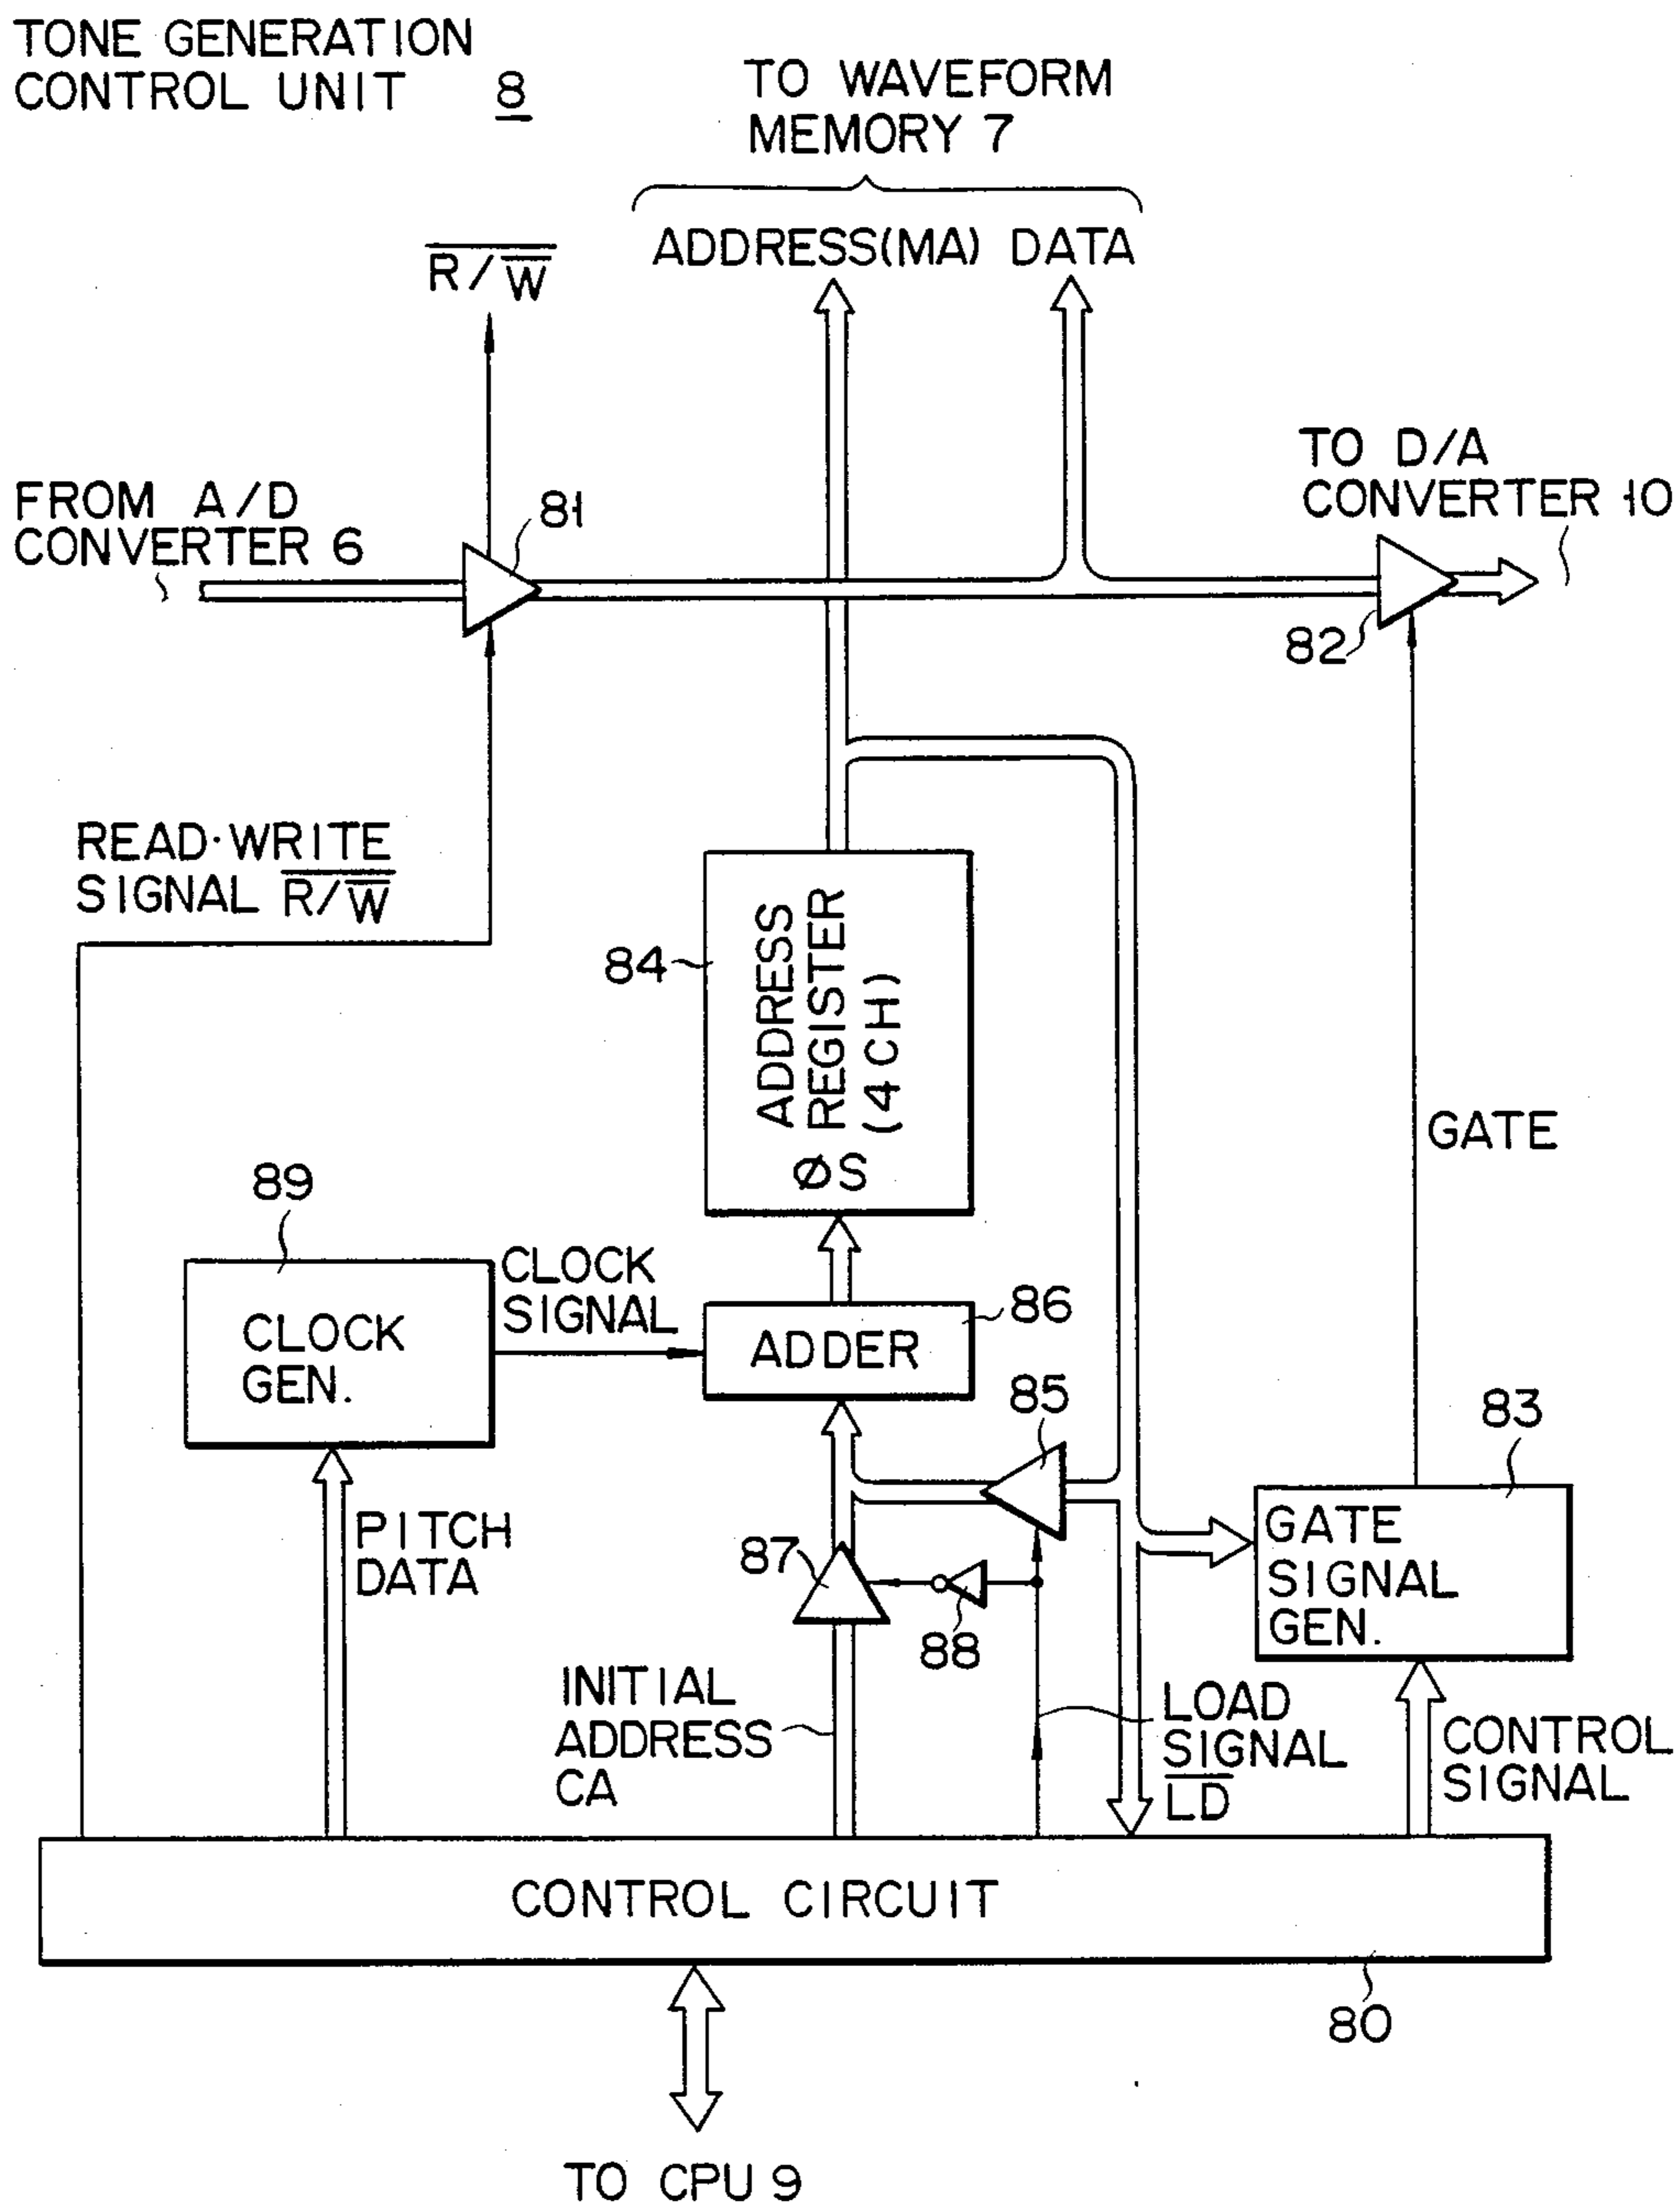 TONE GENERATION
CONTROL UNIT 8
TO WAVEFORM
MEMORY 7
ADDRESS(MA) DATA
R/W̅
FROM A/D
CONVERTER 6
81
TO D/A
CONVERTER 10
82
READ·WRITE
SIGNAL R/W̅
84
ADDRESS
REGISTER
(4 CH)
ØS
GATE
89
CLOCK
GEN.
CLOCK
SIGNAL
86
ADDER
85
83
PITCH
DATA
87
88
GATE
SIGNAL
GEN.
INITIAL
ADDRESS
CA
LOAD
SIGNAL
L̅D̅
CONTROL
SIGNAL
CONTROL CIRCUIT
80
TO CPU 9